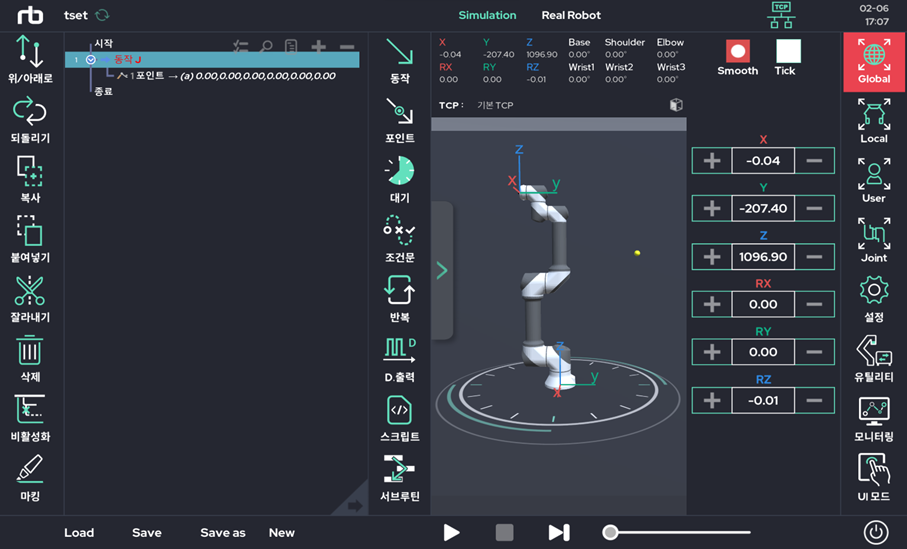 rb tset Simulation Real Robot TCP 02-06
17:07
위/아래로
되돌리기
복사
붙여넣기
잘라내기
삭제
비활성화
마킹
시작
1 동작 J
1 포인트 → (a) 0.00,0.00,0.00,0.00,0.00,0.00
종료
동작
포인트
대기
조건문
반복
D
D.출력
스크립트
서브루틴
X Y Z Base Shoulder Elbow
-0.04 -207.40 1096.90 0.00° 0.00° 0.00°
RX RY RZ Wrist1 Wrist2 Wrist3
0.00 0.00 -0.01 0.00° 0.00° 0.00°
TCP : 기본 TCP
Z
X y
Z
y
X
Smooth Tick
X
-0.04
Y
-207.40
Z
1096.90
RX
0.00
RY
0.00
RZ
-0.01
Global
Local
User
Joint
설정
유틸리티
모니터링
UI 모드
Load Save Save as New